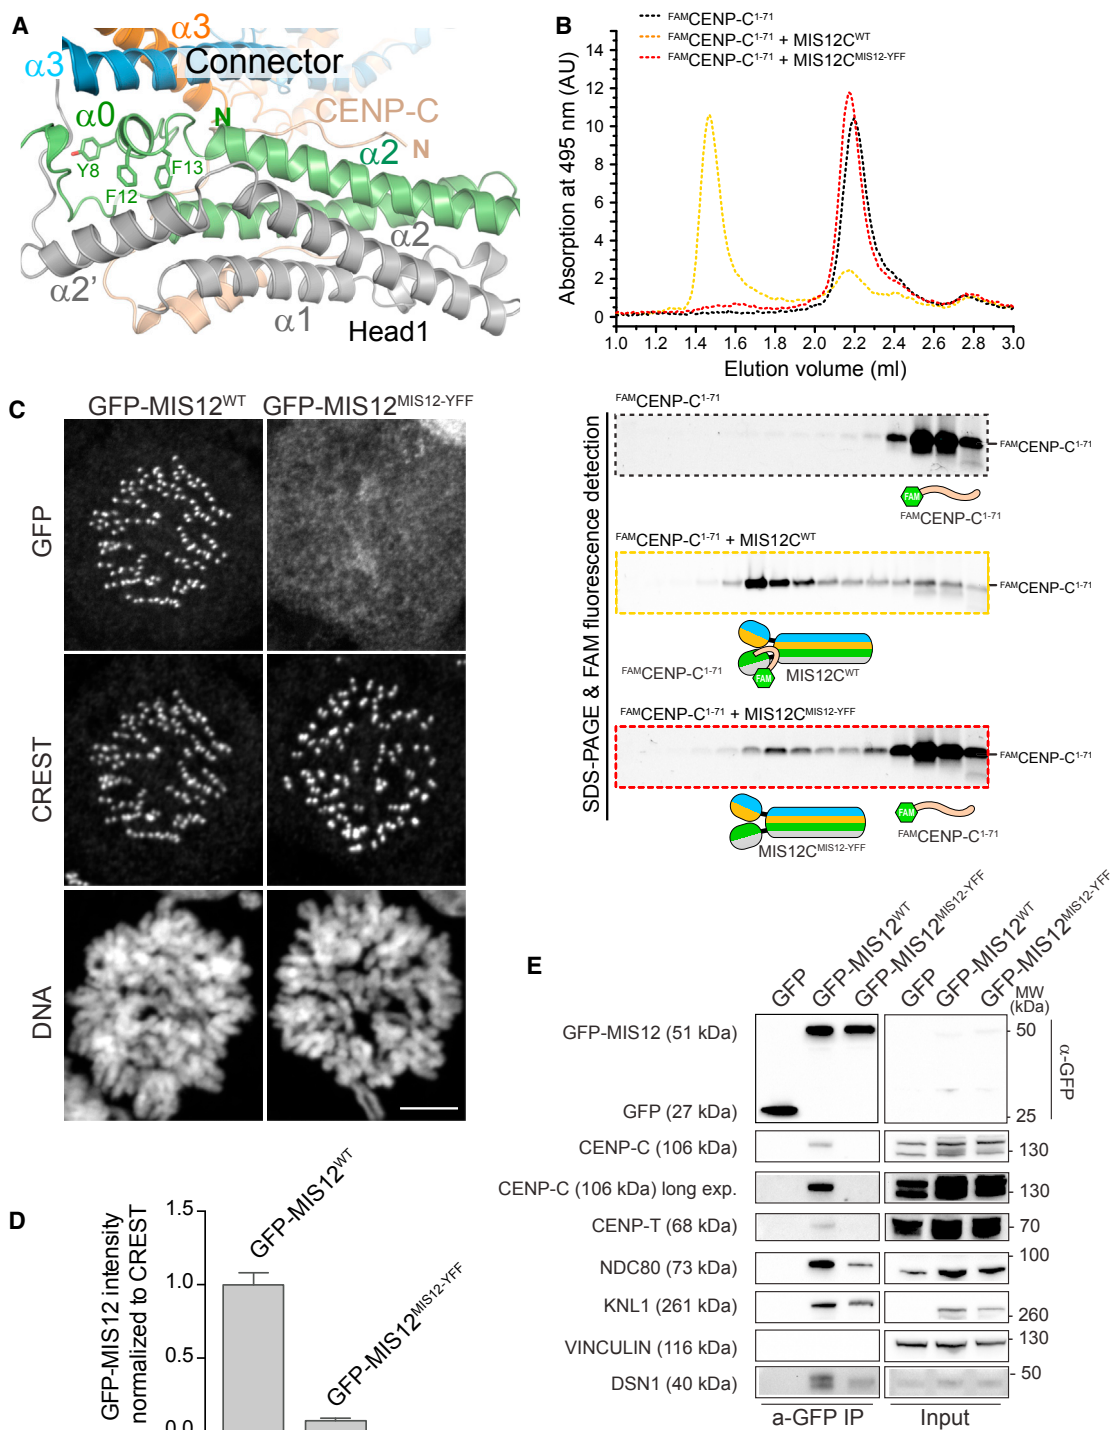 A
α3
α3
Connector
α0
N
CENP-C
α2
N
Y8
F12
F13
α2
α2'
α1
Head1
B
FAMCENP-C1-71
FAMCENP-C1-71 + MIS12CWT
FAMCENP-C1-71 + MIS12CMIS12-YFF
Absorption at 495 nm (AU)
14
12
10
8
6
4
2
0
1.0 1.2 1.4 1.6 1.8 2.0 2.2 2.4 2.6 2.8 3.0
Elution volume (ml)
SDS-PAGE & FAM fluorescence detection
FAMCENP-C1-71
FAMCENP-C1-71
FAM
FAMCENP-C1-71
FAMCENP-C1-71 + MIS12CWT
FAMCENP-C1-71
FAMCENP-C1-71
FAM
MIS12CWT
FAMCENP-C1-71 + MIS12CMIS12-YFF
FAMCENP-C1-71
MIS12CMIS12-YFF
FAM
FAMCENP-C1-71
C
GFP-MIS12WT GFP-MIS12MIS12-YFF
GFP
CREST
DNA
D
GFP-MIS12 intensity
normalized to CREST
1.5
1.0
0.5
0.0
GFP-MIS12WT
GFP-MIS12MIS12-YFF
E
GFP
GFP-MIS12WT
GFP-MIS12MIS12-YFF
GFP
GFP-MIS12WT
GFP-MIS12MIS12-YFF
MW
(kDa)
GFP-MIS12 (51 kDa)
50
α-GFP
GFP (27 kDa)
25
CENP-C (106 kDa)
130
CENP-C (106 kDa) long exp.
130
CENP-T (68 kDa)
70
NDC80 (73 kDa)
100
KNL1 (261 kDa)
260
VINCULIN (116 kDa)
130
DSN1 (40 kDa)
50
a-GFP IP
Input